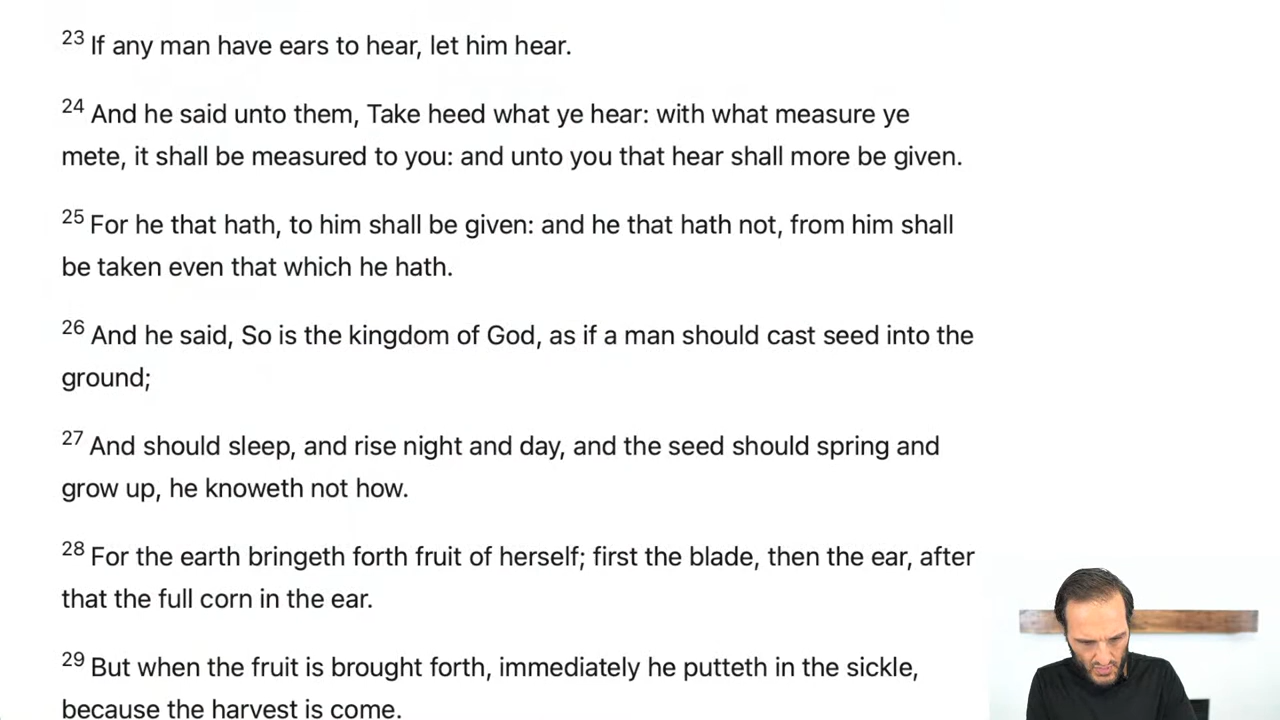 23 If any man have ears to hear, let him hear.
24 And he said unto them, Take heed what ye hear: with what measure ye
mete, it shall be measured to you: and unto you that hear shall more be given.
25 For he that hath, to him shall be given: and he that hath not, from him shall
be taken even that which he hath.
26 And he said, So is the kingdom of God, as if a man should cast seed into the
ground;
27 And should sleep, and rise night and day, and the seed should spring and
grow up, he knoweth not how.
28 For the earth bringeth forth fruit of herself; first the blade, then the ear, after
that the full corn in the ear.
29 But when the fruit is brought forth, immediately he putteth in the sickle,
because the harvest is come.